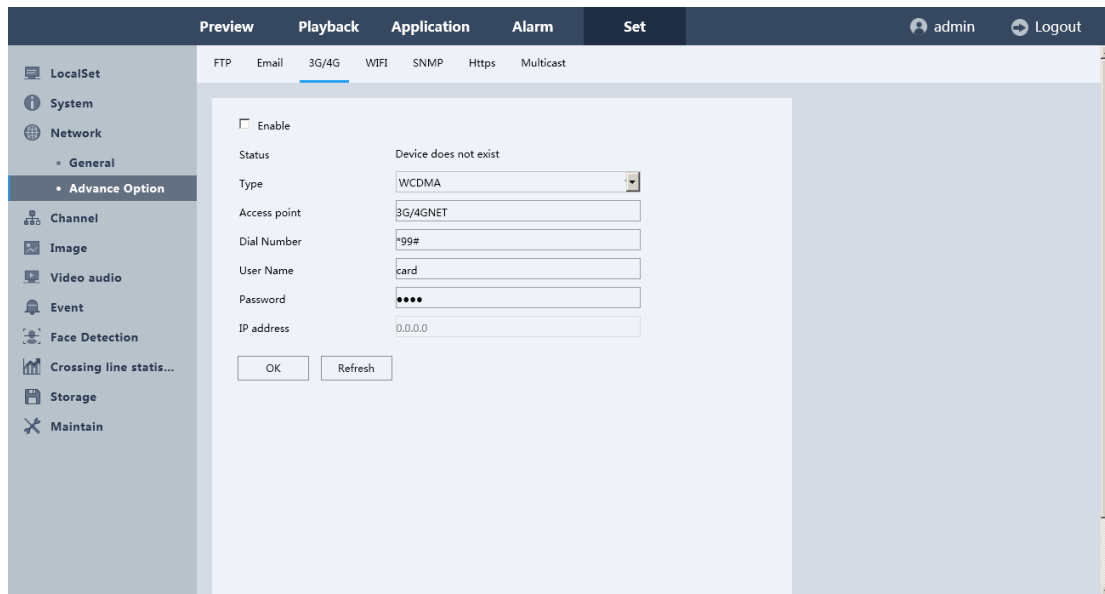 Preview Playback Application Alarm Set admin Logout
FTP Email 3G/4G WIFI SNMP Https Multicast
LocalSet
System
Network
• General
• Advance Option
Channel
Image
Video audio
Event
Face Detection
Crossing line statis...
Storage
Maintain
Enable
Status Device does not exist
Type WCDMA
Access point 3G/4GNET
Dial Number *99#
User Name card
Password ●●●●
IP address 0.0.0.0
OK Refresh